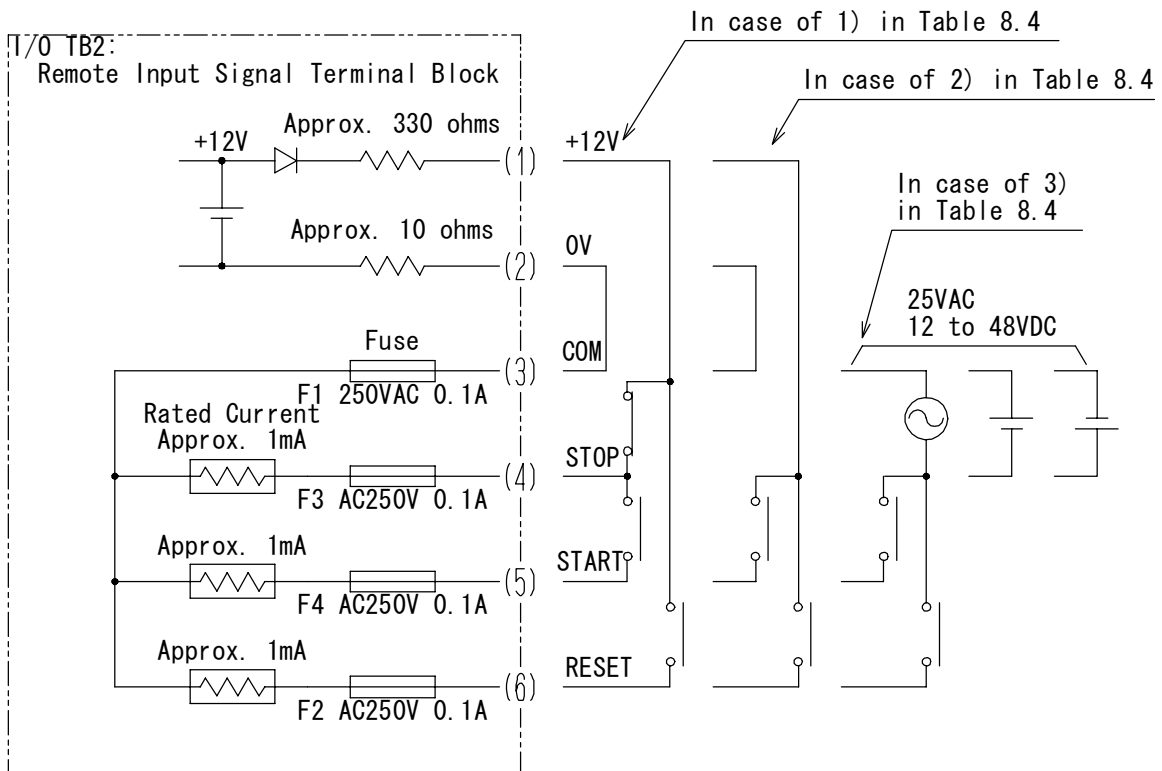 In case of 1) in Table 8.4
I/O TB2:
Remote Input Signal Terminal Block
In case of 2) in Table 8.4
Approx. 330 ohms
+12V
(1)
+12V
In case of 3)
in Table 8.4
Approx. 10 ohms
(2)
0V
25VAC
12 to 48VDC
Fuse
(3)
COM
F1 250VAC 0.1A
Rated Current
Approx. 1mA
(4)
STOP
F3 AC250V 0.1A
Approx. 1mA
(5)
START
F4 AC250V 0.1A
Approx. 1mA
(6)
RESET
F2 AC250V 0.1A